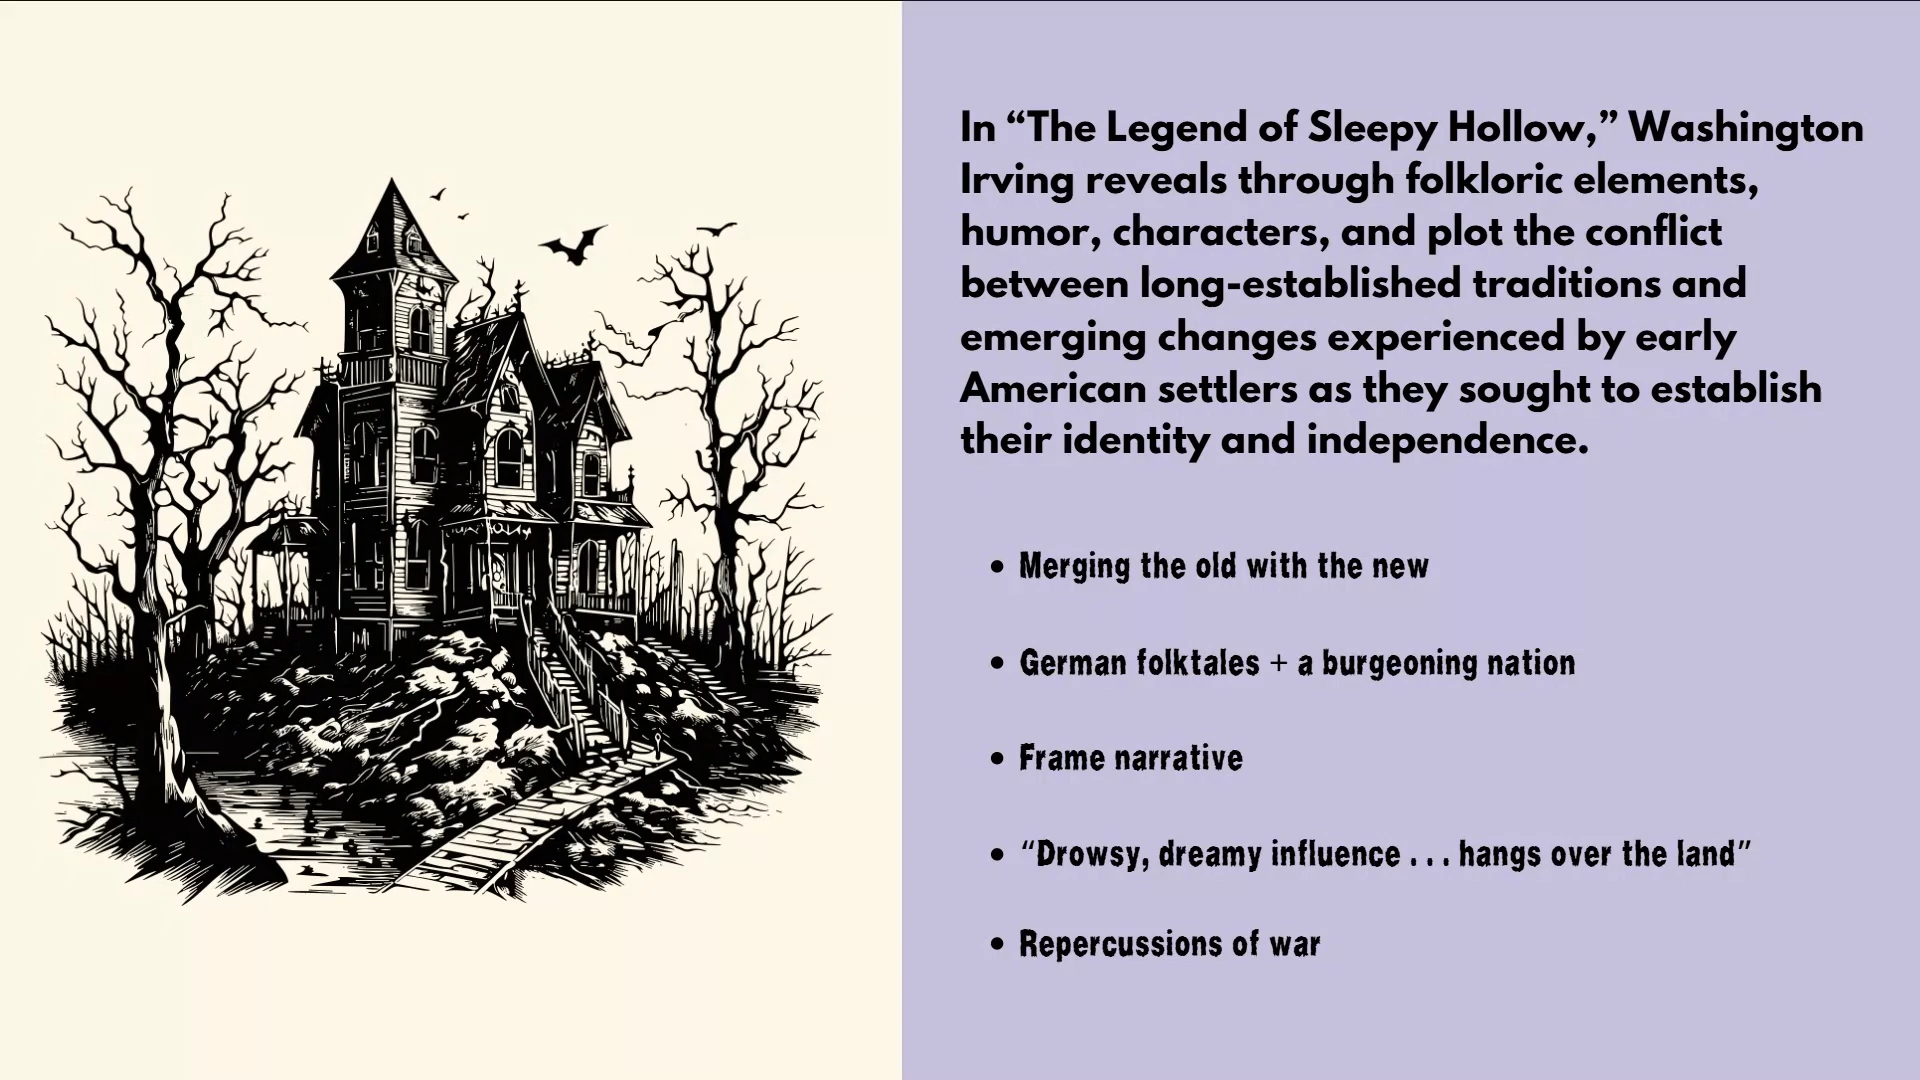 In “The Legend of Sleepy Hollow,” Washington
Irving reveals through folkloric elements,
humor, characters, and plot the conflict
between long-established traditions and
emerging changes experienced by early
American settlers as they sought to establish
their identity and independence.
• Merging the old with the new
• German folktales + a burgeoning nation
• Frame narrative
• “Drowsy, dreamy influence . . . hangs over the land”
• Repercussions of war